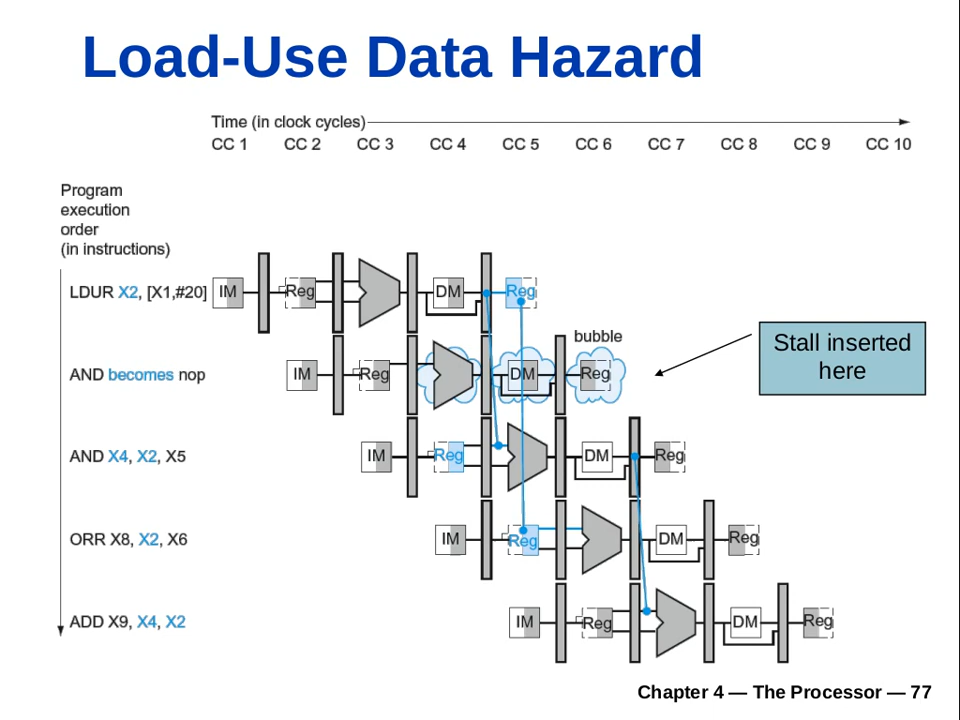 Load-Use Data Hazard
Time (in clock cycles)
CC 1 CC 2 CC 3 CC 4 CC 5 CC 6 CC 7 CC 8 CC 9 CC 10
Program
execution
order
(in instructions)
LDUR X2, [X1,#20] IM Reg DM Reg
bubble
Stall inserted
here
AND becomes nop IM Reg DM Reg
AND X4, X2, X5 IM Reg DM Reg
ORR X8, X2, X6 IM Reg DM Reg
ADD X9, X4, X2 IM Reg DM Reg
Chapter 4 — The Processor — 77